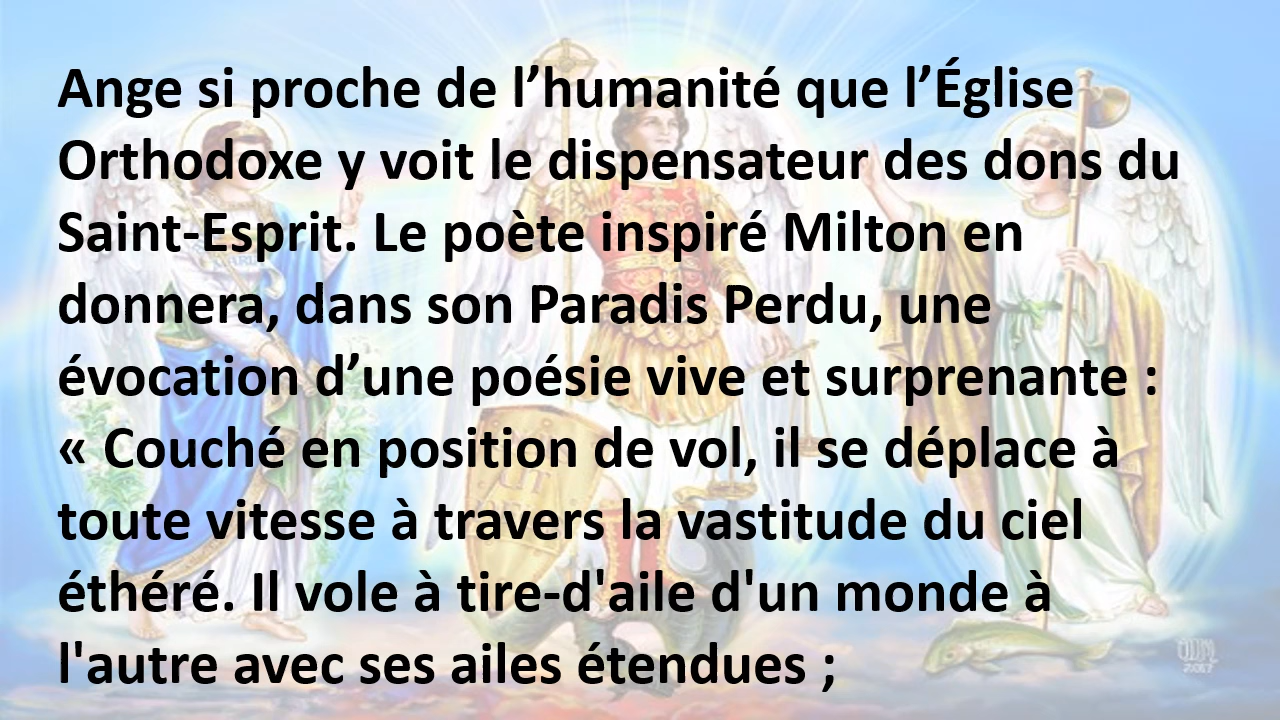 Ange si proche de l’humanité que l’Église
Orthodoxe y voit le dispensateur des dons du
Saint-Esprit. Le poète inspiré Milton en
donnera, dans son Paradis Perdu, une
évocation d’une poésie vive et surprenante :
« Couché en position de vol, il se déplace à
toute vitesse à travers la vastitude du ciel
éthéré. Il vole à tire-d'aile d'un monde à
l'autre avec ses ailes étendues ;
2017